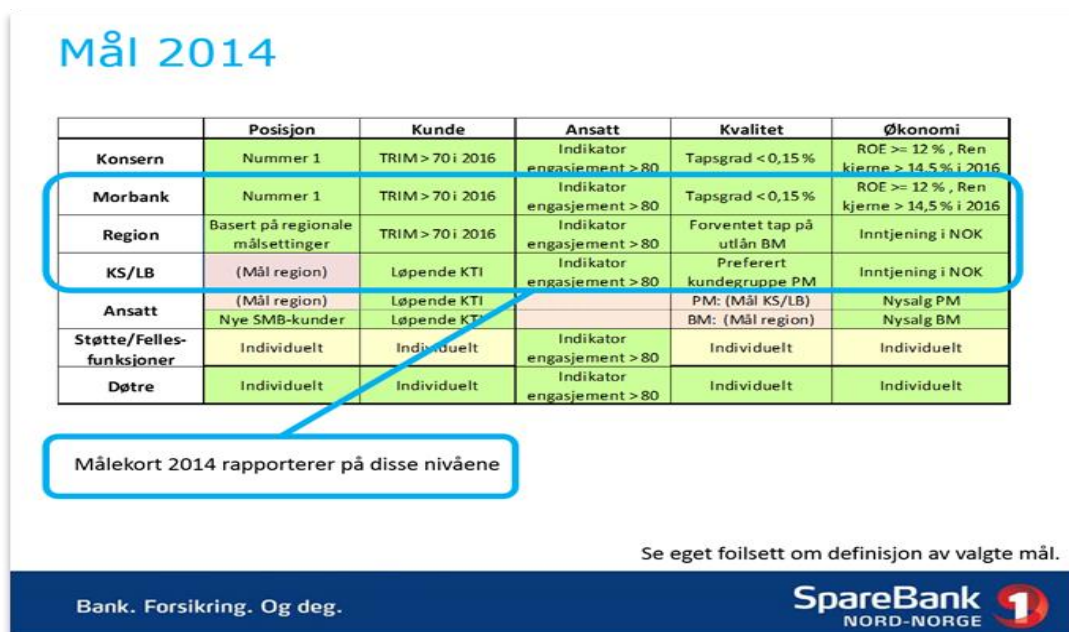 Mål 2014
Posisjon Kunde Ansatt Kvalitet Økonomi
Konsern Nummer 1 TRIM > 70 i 2016 Indikator engasjement > 80 Tapsgrad < 0,15 % ROE >= 12 % , Ren kjerne > 14,5 % i 2016
Morbank Nummer 1 TRIM > 70 i 2016 Indikator engasjement > 80 Tapsgrad < 0,15 % ROE >= 12 % , Ren kjerne > 14,5 % i 2016
Region Basert på regionale målsettinger TRIM > 70 i 2016 Indikator engasjement > 80 Forventet tap på utlån BM Inntjening i NOK
KS/LB (Mål region) Løpende KTI Indikator engasjement > 80 Preferert kundegruppe PM Inntjening i NOK
Ansatt (Mål region) Løpende KTI PM: (Mål KS/LB) Nysalg PM
Nye SMB-kunder Løpende KTI BM: (Mål region) Nysalg BM
Støtte/Felles-funksjoner Individuelt Individuelt Indikator engasjement > 80 Individuelt Individuelt
Døtre Individuelt Individuelt Indikator engasjement > 80 Individuelt Individuelt
Målekort 2014 rapporterer på disse nivåene
Se eget foilsett om definisjon av valgte mål.
Bank. Forsikring. Og deg.
SpareBank 1
NORD-NORGE